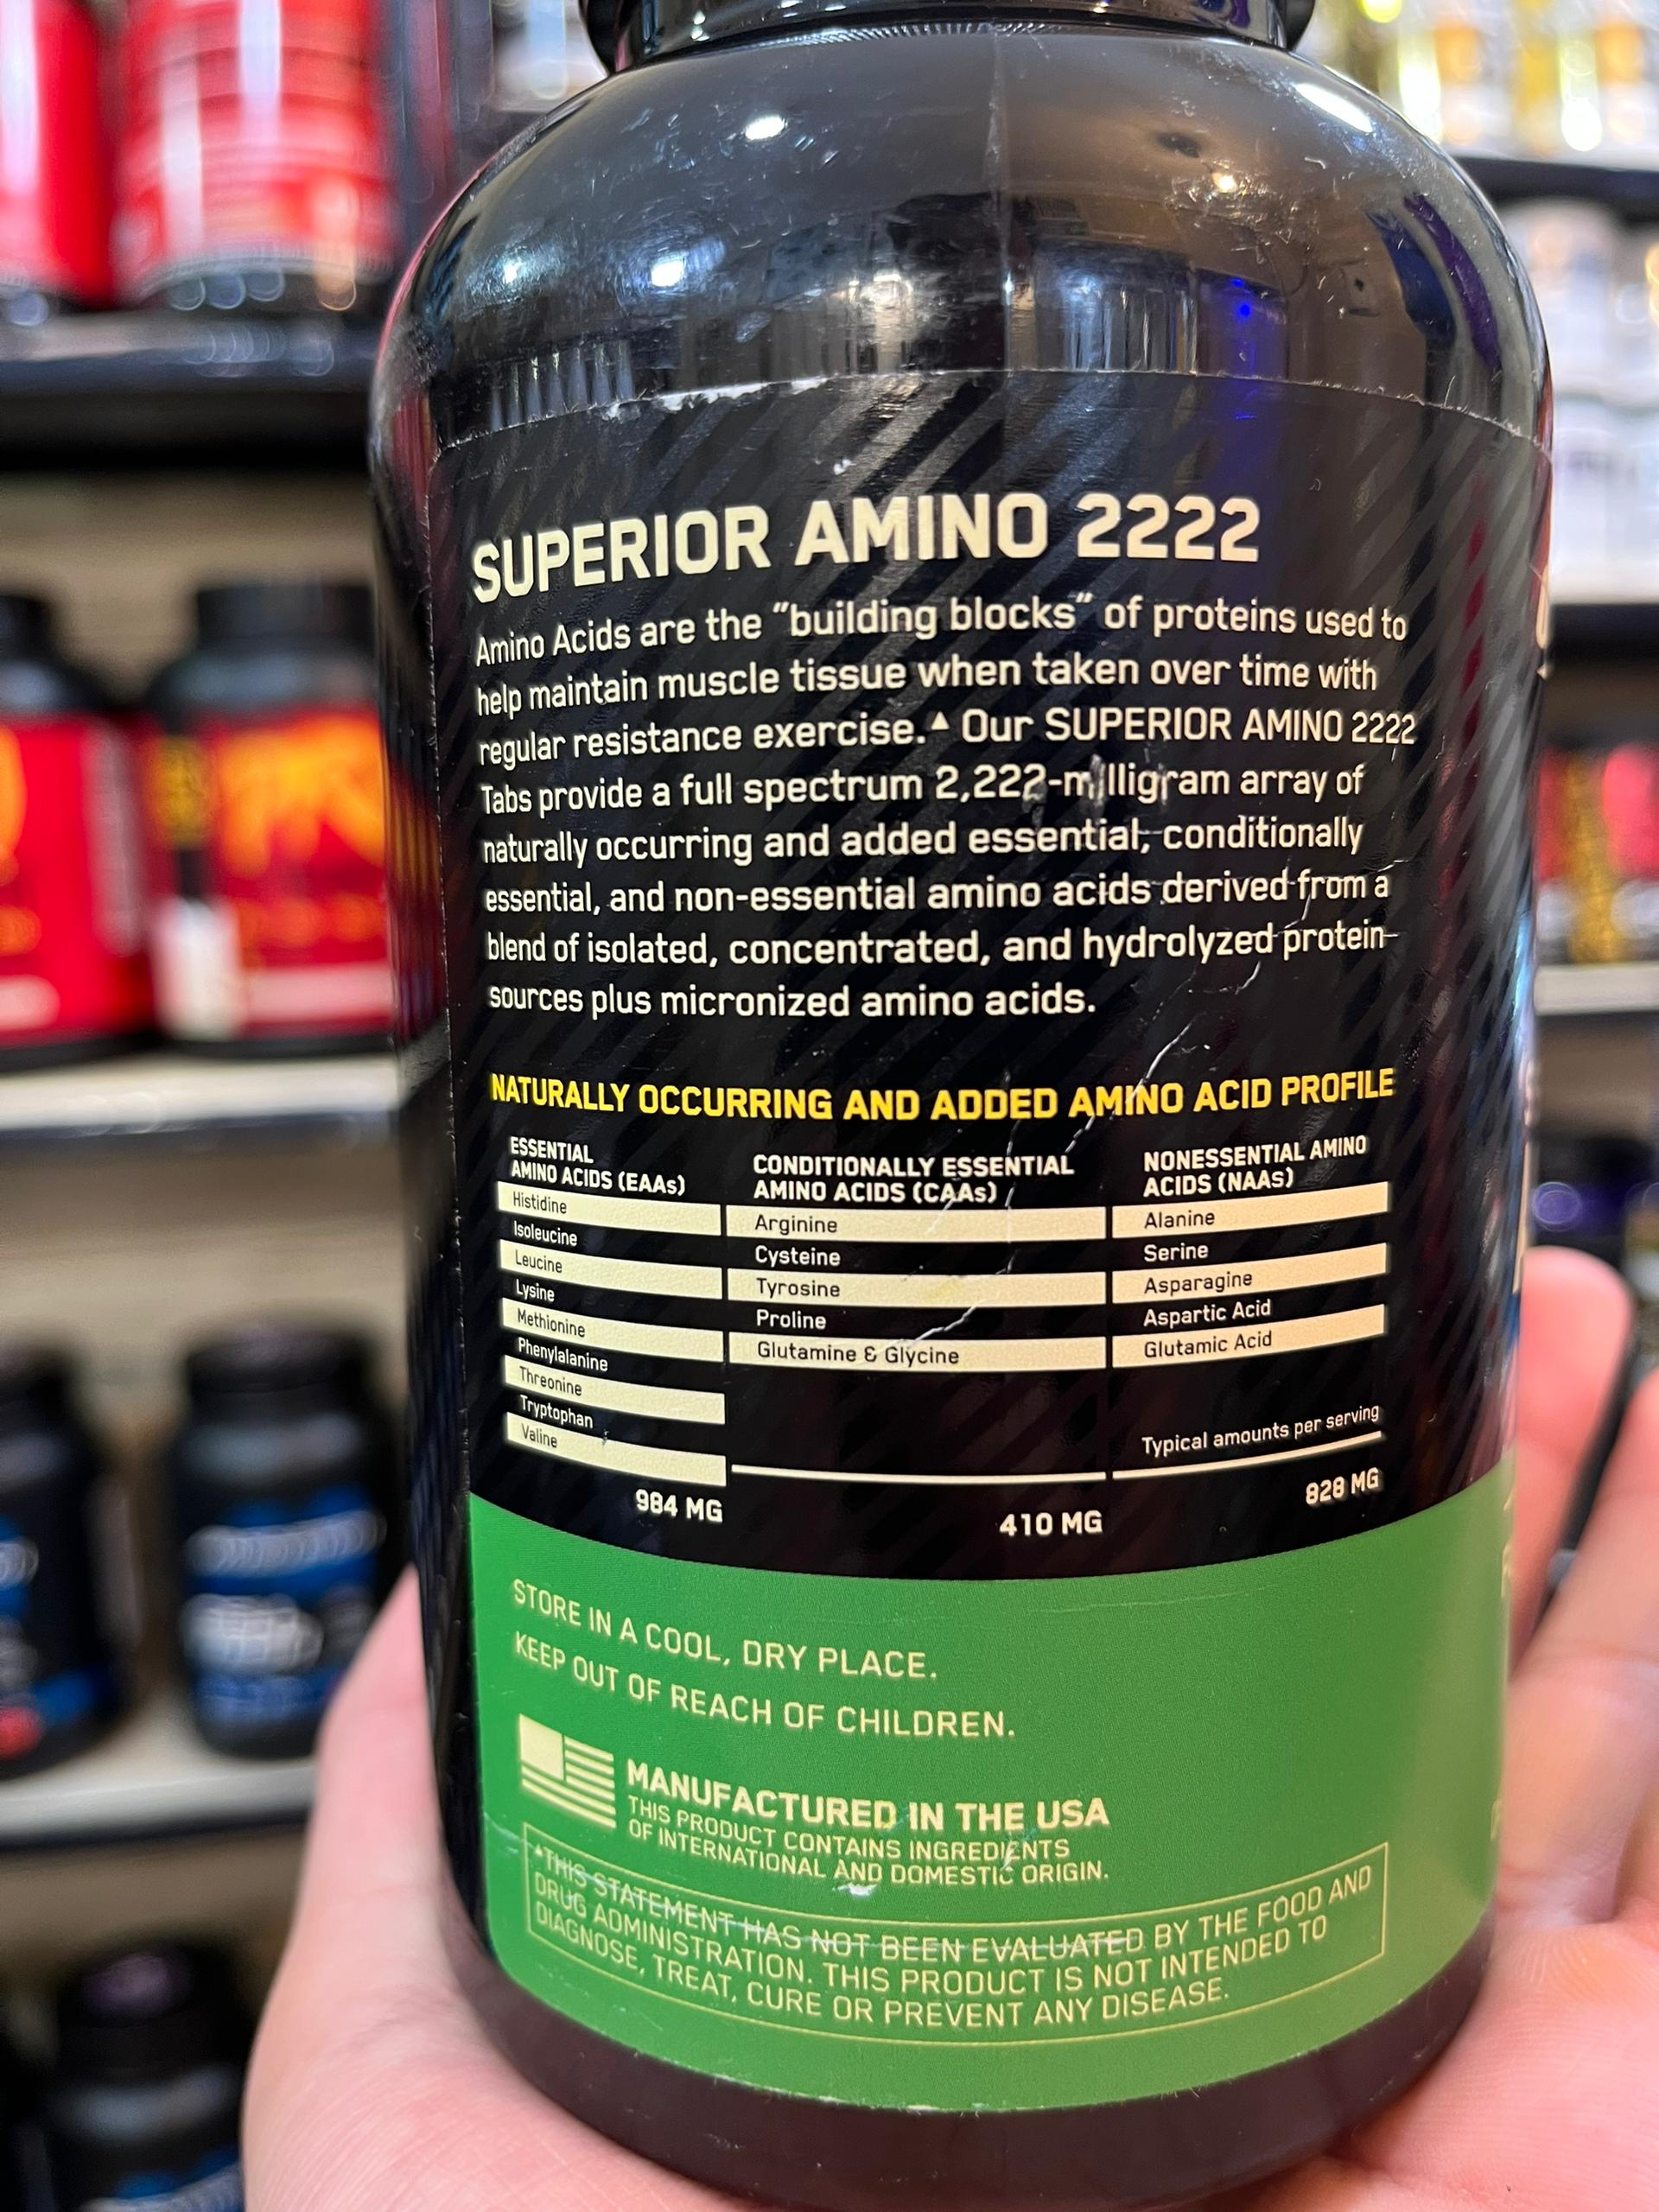 SUPERIOR AMINO 2222
Amino Acids are the "building blocks" of proteins used to
help maintain muscle tissue when taken over time with
regular resistance exercise.▲ Our SUPERIOR AMINO 2222
Tabs provide a full spectrum 2,222-milligram array of
naturally occurring and added essential, conditionally
essential, and non-essential amino acids derived from a
blend of isolated, concentrated, and hydrolyzed protein
sources plus micronized amino acids.
NATURALLY OCCURRING AND ADDED AMINO ACID PROFILE
ESSENTIAL
AMINO ACIDS (EAAs)
Histidine
Isoleucine
Leucine
Lysine
Methionine
Phenylalanine
Threonine
Tryptophan
Valine
984 MG
CONDITIONALLY ESSENTIAL
AMINO ACIDS (CAAs)
Arginine
Cysteine
Tyrosine
Proline
Glutamine & Glycine
410 MG
NONESSENTIAL AMINO
ACIDS (NAAs)
Alanine
Serine
Asparagine
Aspartic Acid
Glutamic Acid
Typical amounts per serving
828 MG
STORE IN A COOL, DRY PLACE.
KEEP OUT OF REACH OF CHILDREN.
MANUFACTURED IN THE USA
THIS PRODUCT CONTAINS INGREDIENTS
OF INTERNATIONAL AND DOMESTIC ORIGIN.
▲THIS STATEMENT HAS NOT BEEN EVALUATED BY THE FOOD AND
DRUG ADMINISTRATION. THIS PRODUCT IS NOT INTENDED TO
DIAGNOSE, TREAT, CURE OR PREVENT ANY DISEASE.